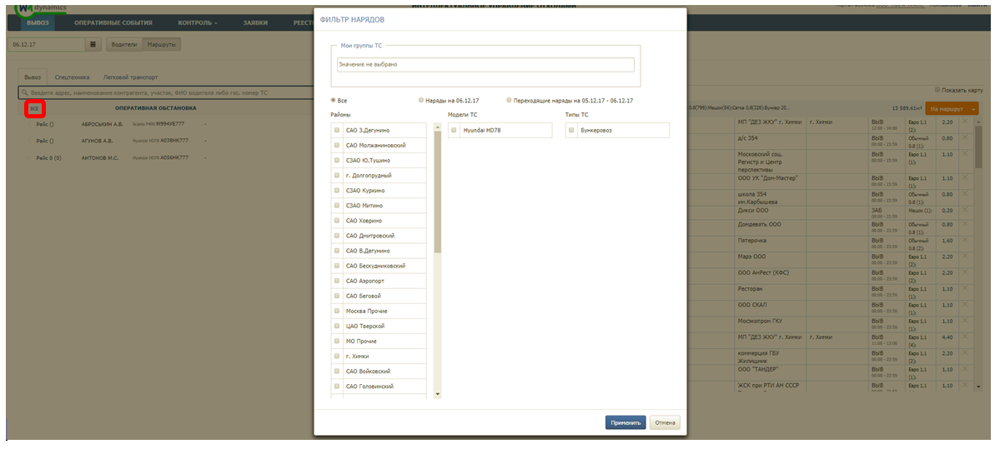 dynamics
ВЫВОЗ
ОПЕРАТИВНЫЕ СОБЫТИЯ
КОНТРОЛЬ
ЗАЯВКИ
06.12.17
Водители
Маршруты
Вывоз
Спецтехника
Легковой транспорт
Введите адрес, наименование контрагента, участок, ФИО водителя либо гос. номер ТС
ВСЕ
ОПЕРАТИВНАЯ ОБСТАНОВКА
Рейс ()
АБРОСЬКИН А.В.
Scania P400 М994УЕ777
-
Рейс ()
АГУНОВ А.В.
Hyundai HD78 А038НК777
-
Рейс 0 (0)
АНТОНОВ М.С.
Hyundai HD78 А056НК777
-
ФИЛЬТР НАРЯДОВ
Мои группы ТС
Значение не выбрано
Все
Наряды на 06.12.17
Переходящие наряды на 05.12.17 - 06.12.17
Районы
САО З.Дегунино
САО Молжаниновский
СЗАО Ю.Тушино
г. Долгопрудный
СЗАО Куркино
СЗАО Митино
САО Ховрино
САО Дмитровский
САО В.Дегунино
САО Бескудниковский
САО Аэропорт
САО Беговой
Москва Прочие
ЦАО Тверской
МО Прочие
г. Химки
САО Войковский
САО Головинский
Модели ТС
Hyundai HD78
Типы ТС
Бункеровоз
Применить
Отмена
Показать карту
0.8(799):Мешок(54):Сетка 0.8(328):Бункер 20...
13 589,61м³
На маршрут
МП "ДЕЗ ЖКУ" г. Химки
г. Химки
ВЫВ
12:00 - 14:00
Евро 1.1
(2);
2,20
д/с 354
ВЫВ
00:00 - 23:59
Обычный
0.8 (1);
0,80
Московский соц.
Регистр и Центр
перспективы
ВЫВ
00:00 - 23:59
Евро 1.1
(1);
1,10
ООО УК "Дом-Мастер"
ВЫВ
00:00 - 23:59
Евро 1.1
(1);
1,10
школа 354
им.Карбышева
ВЫВ
00:00 - 23:59
Обычный
0.8 (1);
0,80
Дикси ООО
ЗАБ
00:00 - 23:59
Мешок (1);
0,20
Дондевять ООО
ВЫВ
00:00 - 23:59
Обычный
0.8 (1);
0,80
Пятерочка
ВЫВ
00:00 - 23:59
Обычный
0.8 (2);
1,60
Марэ ООО
ВЫВ
00:00 - 23:59
Евро 1.1
(2);
2,20
ООО АнРест (КФС)
ВЫВ
00:00 - 23:59
Евро 1.1
(2);
2,20
Ресторан
ВЫВ
00:00 - 23:59
Евро 1.1
(1);
1,10
ООО СКАЛ
ВЫВ
00:00 - 23:59
Евро 1.1
(1);
1,10
Мосэкопром ГКУ
ВЫВ
00:00 - 23:59
Евро 1.1
(1);
1,10
МП "ДЕЗ ЖКУ" г. Химки
г. Химки
ВЫВ
11:00 - 13:00
Евро 1.1
(4);
4,40
коммерция ГБУ
Жилищник
ВЫВ
00:00 - 23:59
Евро 1.1
(2);
2,20
ООО "ТАНДЕР"
ВЫВ
00:00 - 23:59
Евро 1.1
(1);
1,10
ЖСК при РТИ АН СССР
ВЫВ
Евро 1.1
1,10